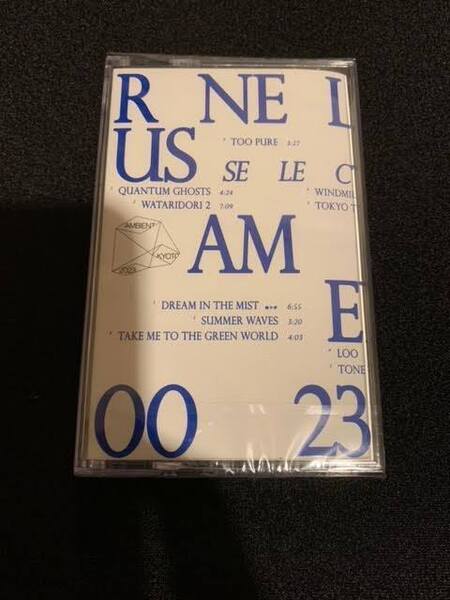 R NE L
' TOO PURE 3:27
US SE LE C
' QUANTUM GHOSTS 4:24
' WINDMI
' WATARIDORI 2 7:09
' TOKYO T
AMBIENT
KYOTO
2023
AM
' DREAM IN THE MIST 6:55
E
' SUMMER WAVES 3:20
' TAKE ME TO THE GREEN WORLD 4:03
' LOO
' TONE
00 23